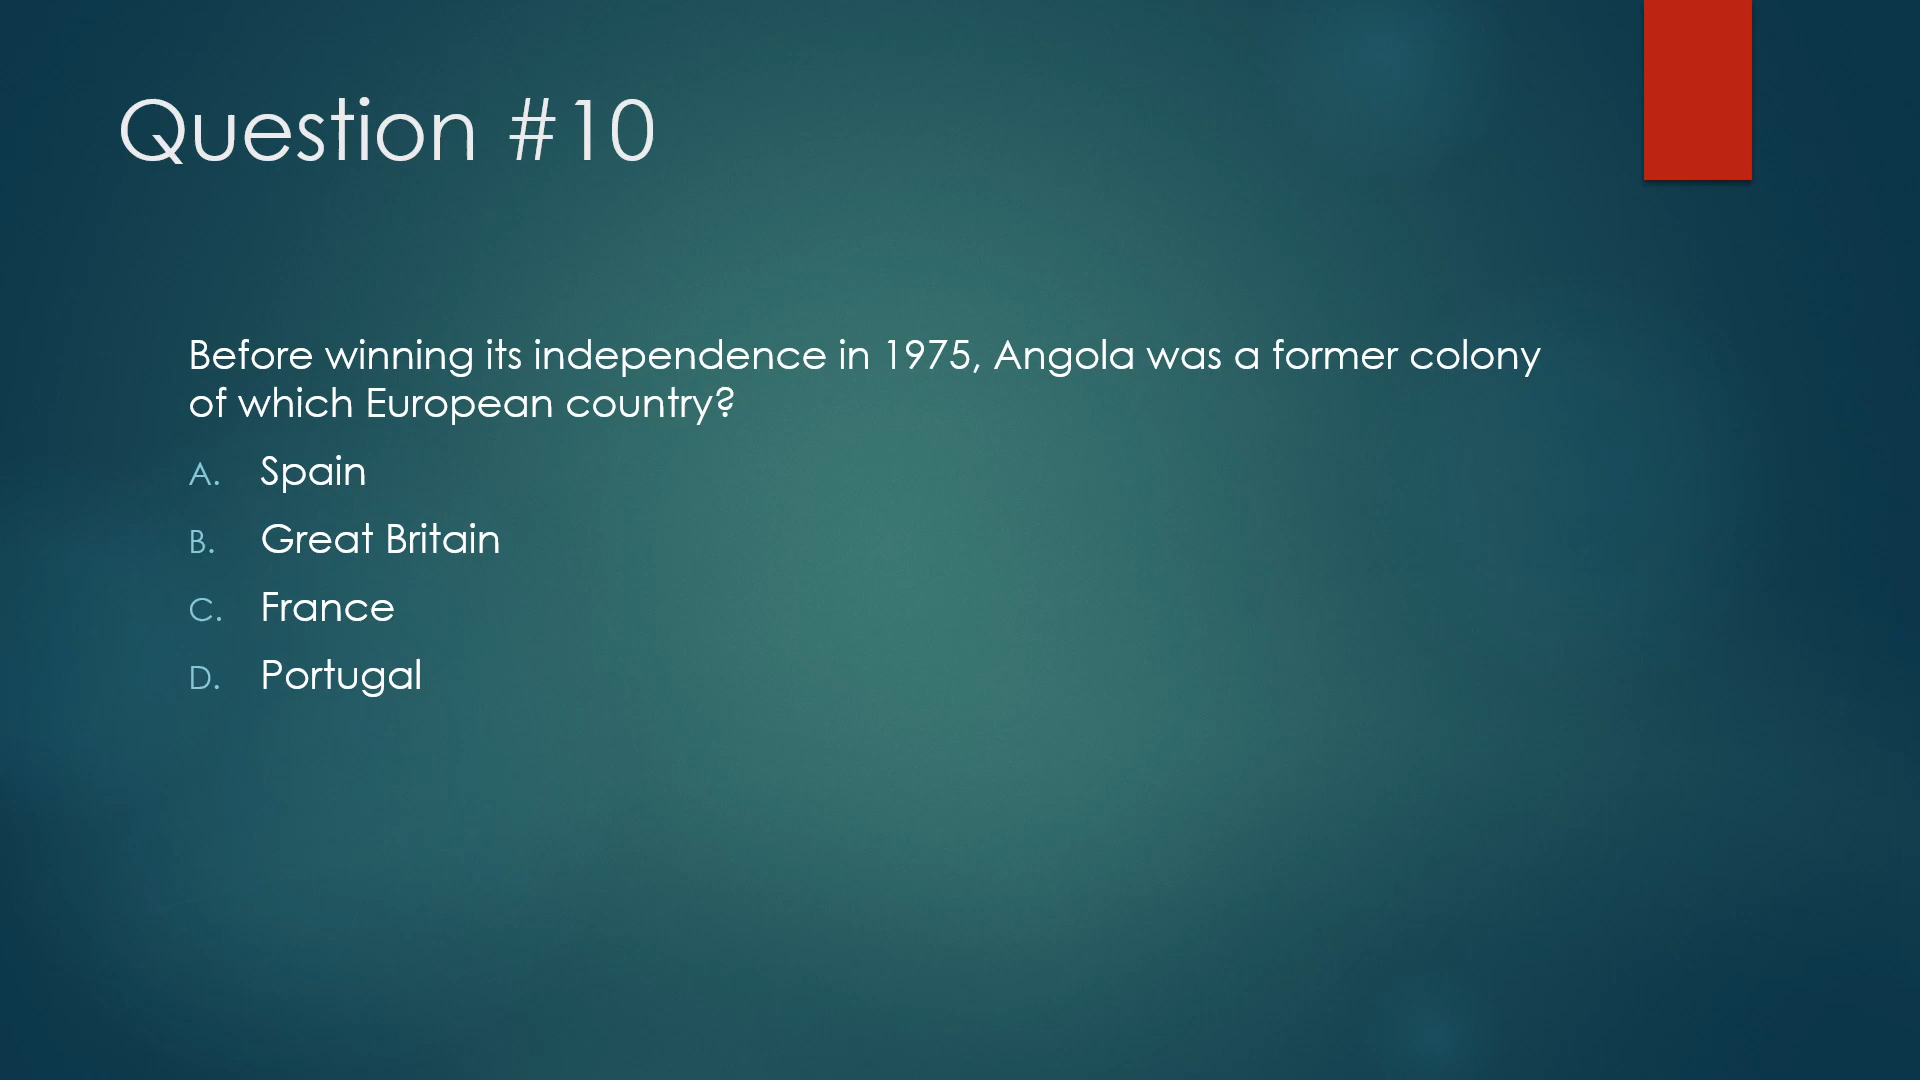 Question #10
Before winning its independence in 1975, Angola was a former colony
of which European country?
A. Spain
B. Great Britain
C. France
D. Portugal